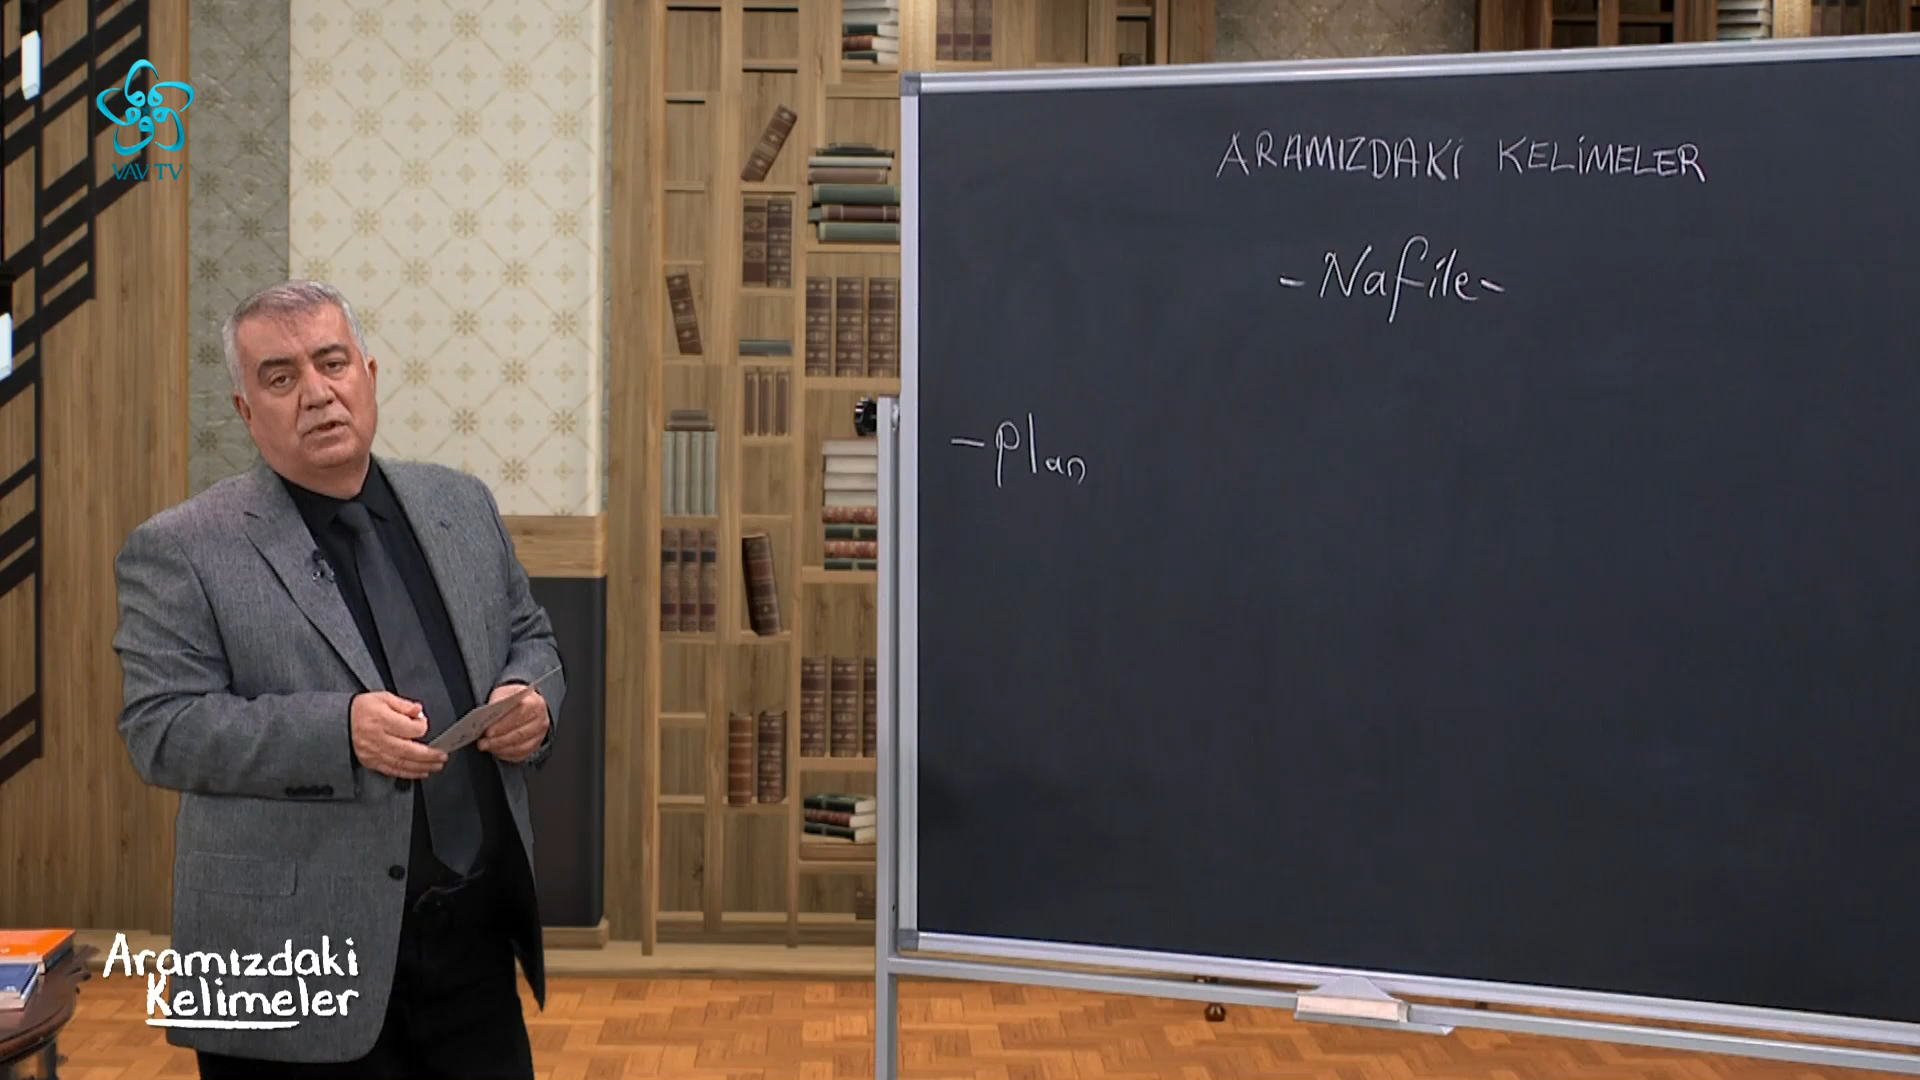 VAV TV
ARAMIZDAKİ KELİMELER
-Nafile-
-Plan
Aramızdaki
Kelimeler